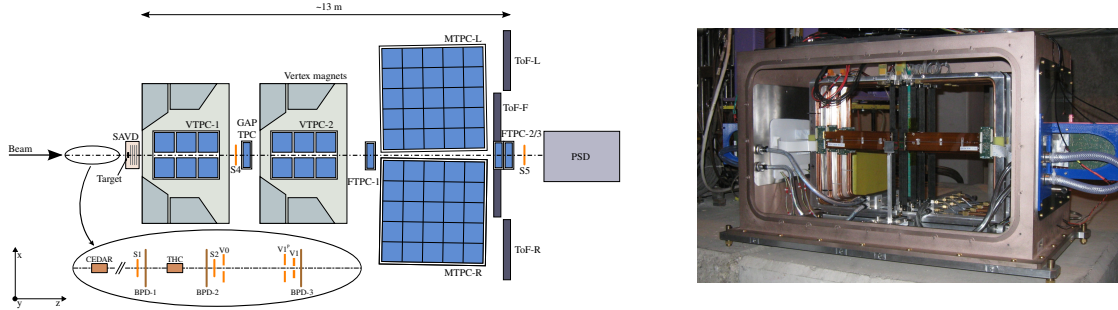 ~13 m
MTPC-L
ToF-L
Vertex magnets
ToF-F
SAVD
VTPC-1
GAP
TPC
VTPC-2
FTPC-2/3
Beam
PSD
Target
S4
FTPC-1
S5
x
y
z
CEDAR
S1
THC
S2
V0
V1ᴾ
V1
BPD-1
BPD-2
BPD-3
MTPC-R
ToF-R